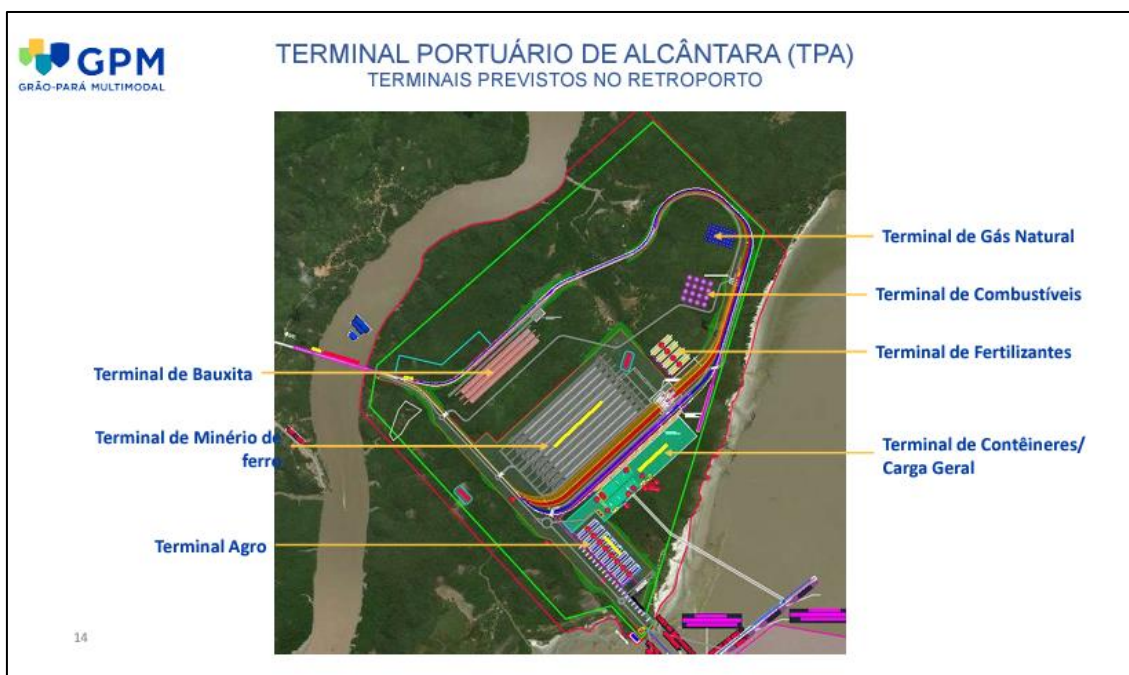 GPM
GRÃO-PARÁ MULTIMODAL
TERMINAL PORTUÁRIO DE ALCÂNTARA (TPA)
TERMINAIS PREVISTOS NO RETROPORTO
Terminal de Gás Natural
Terminal de Combustíveis
Terminal de Fertilizantes
Terminal de Bauxita
Terminal de Minério de
ferro
Terminal de Contêineres/
Carga Geral
Terminal Agro
14